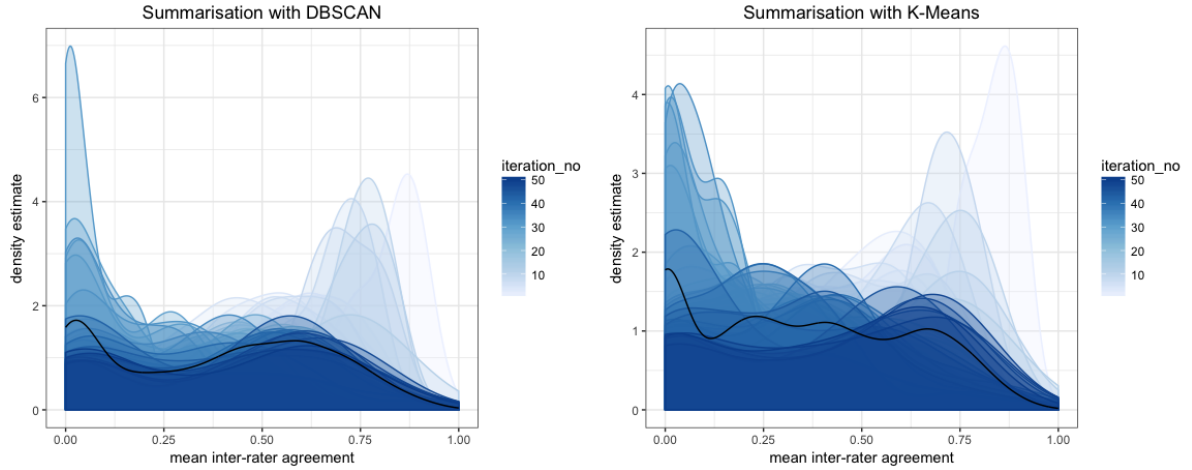 Summarisation with DBSCAN
6
4
2
0
density estimate
0.00 0.25 0.50 0.75 1.00
mean inter-rater agreement
iteration_no
50
40
30
20
10
Summarisation with K-Means
4
3
2
1
0
density estimate
0.00 0.25 0.50 0.75 1.00
mean inter-rater agreement
iteration_no
50
40
30
20
10